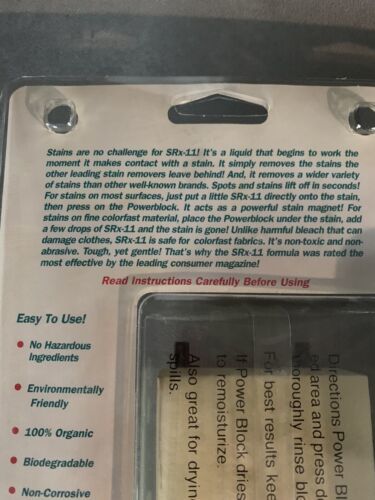 Stains are no challenge for SRx-11! It's a liquid that begins to work the
moment it makes contact with a stain. It simply removes the stains the
other leading stain removers leave behind! And, it removes a wider variety
of stains than other well-known brands. Spots and stains lift off in seconds!
For stains on most surfaces, just put a little SRx-11 directly onto the stain,
then press on the Powerblock. It acts as a powerful stain magnet! For
stains on fine colorfast material, place the Powerblock under the stain, add
a few drops of SRx-11 and the stain is gone! Unlike harmful bleach that can
damage clothes, SRx-11 is safe for colorfast fabrics. It's non-toxic and non-
abrasive. Tough, yet gentle! That's why the SRx-11 formula was rated the
most effective by the leading consumer magazine!
Read Instructions Carefully Before Using
Easy To Use!
• No Hazardous
Ingredients
• Environmentally
Friendly
• 100% Organic
• Biodegradable
• Non-Corrosive
Directions Power B
ed area and press d
horoughly rinse blo
For best results kee
If Power Block dries
to remoisturize.
Also great for dryin
spills.